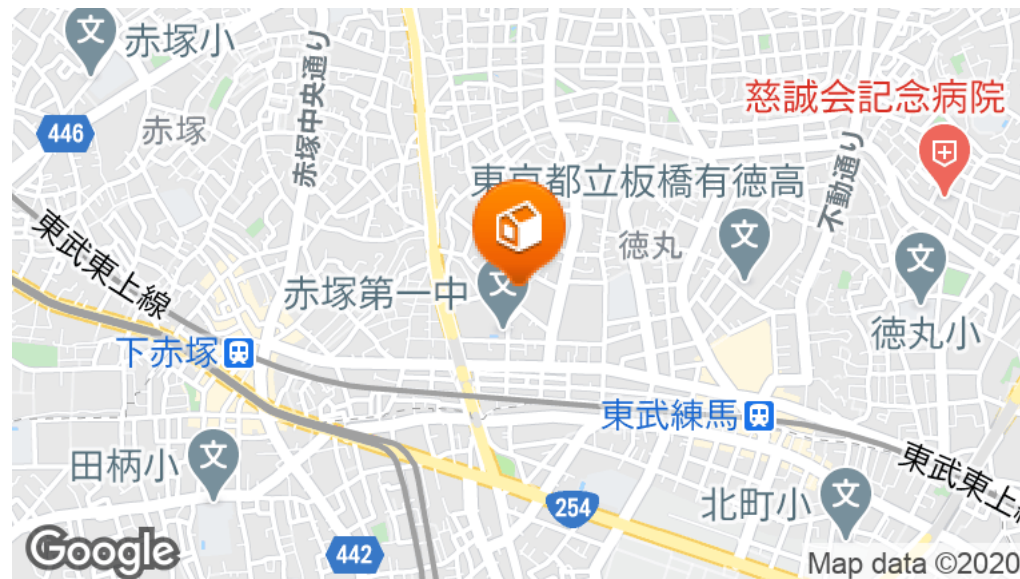 赤塚小
慈誠会記念病院
446
赤塚
赤塚中央通り
東京都立板橋有徳高
不動通り
徳丸
東武東上線
赤塚第一中
徳丸小
下赤塚
東武練馬
田柄小
東武東上線
254
北町小
442
Google
Map data ©2020